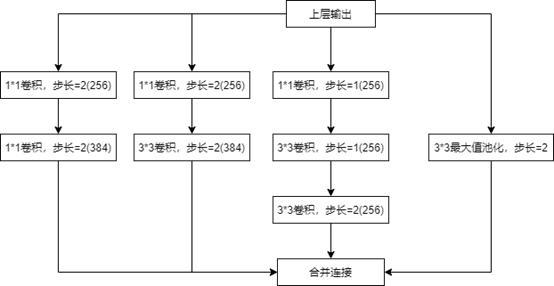 上层输出
1*1卷积，步长=2(256)
1*1卷积，步长=2(256)
1*1卷积，步长=1(256)
1*1卷积，步长=2(384)
3*3卷积，步长=2(384)
3*3卷积，步长=1(256)
3*3最大值池化，步长=2
3*3卷积，步长=2(256)
合并连接